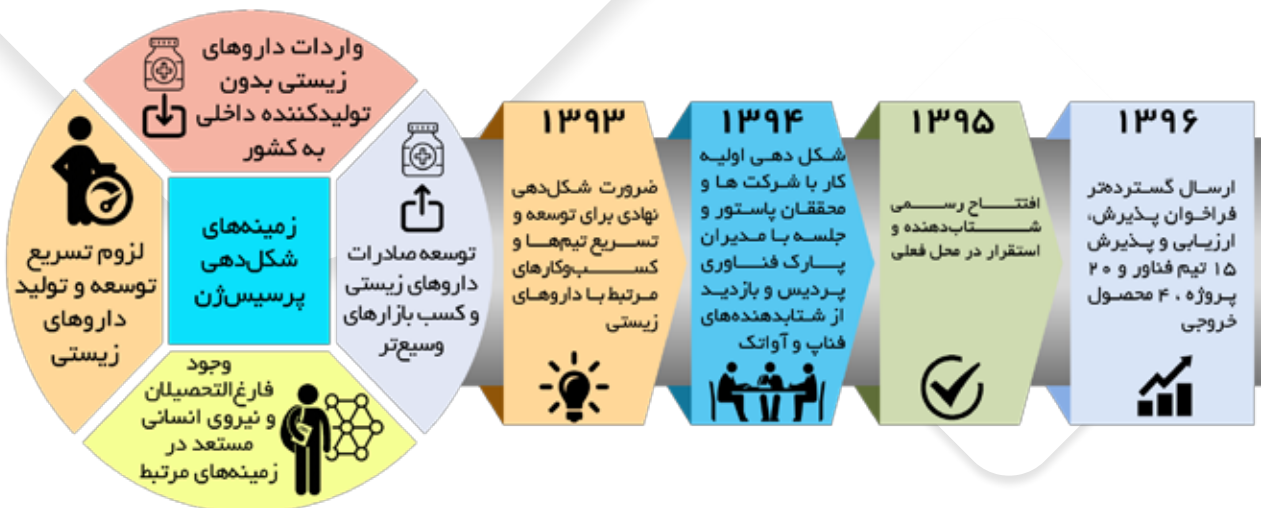 واردات داروهای
زیستی بدون
تولیدکننده داخلی
به کشور
لزوم تسریع
توسعه و تولید
داروهای
زیستی
زمینه‌های
شکل‌دهی
پرسیس‌ژن
توسعه صادرات
داروهای زیستی
و کسب بازارهای
وسیع‌تر
وجود
فارغ‌التحصیلان
و نیروی انسانی
مستعد در
زمینه‌های مرتبط
۱۳۹۳
ضرورت شکل‌دهی
نهادی برای توسعه و
تسریع تیم‌ها و
کسب‌وکارهای
مرتبط با داروهای
زیستی
۱۳۹۴
شکل دهی اولیه
کار با شرکت ها و
محققان پاستور و
جلسه با مدیران
پارک فناوری
پردیس و بازدید
از شتابدهنده‌های
فناپ و آواتک
۱۳۹۵
افتتاح رسمی
شتاب‌دهنده و
استقرار در محل فعلی
۱۳۹۶
ارسال گسترده‌تر
فراخوان پذیرش،
ارزیابی و پذیرش
۱۵ تیم فناور و ۲۰
پروژه ، ۴ محصول
خروجی